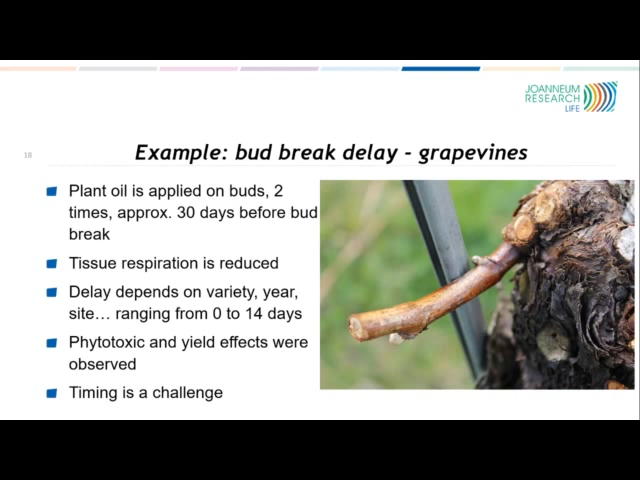 JOANNEUM
RESEARCH
LIFE
18
Example: bud break delay - grapevines
Plant oil is applied on buds, 2
times, approx. 30 days before bud
break
Tissue respiration is reduced
Delay depends on variety, year,
site… ranging from 0 to 14 days
Phytotoxic and yield effects were
observed
Timing is a challenge